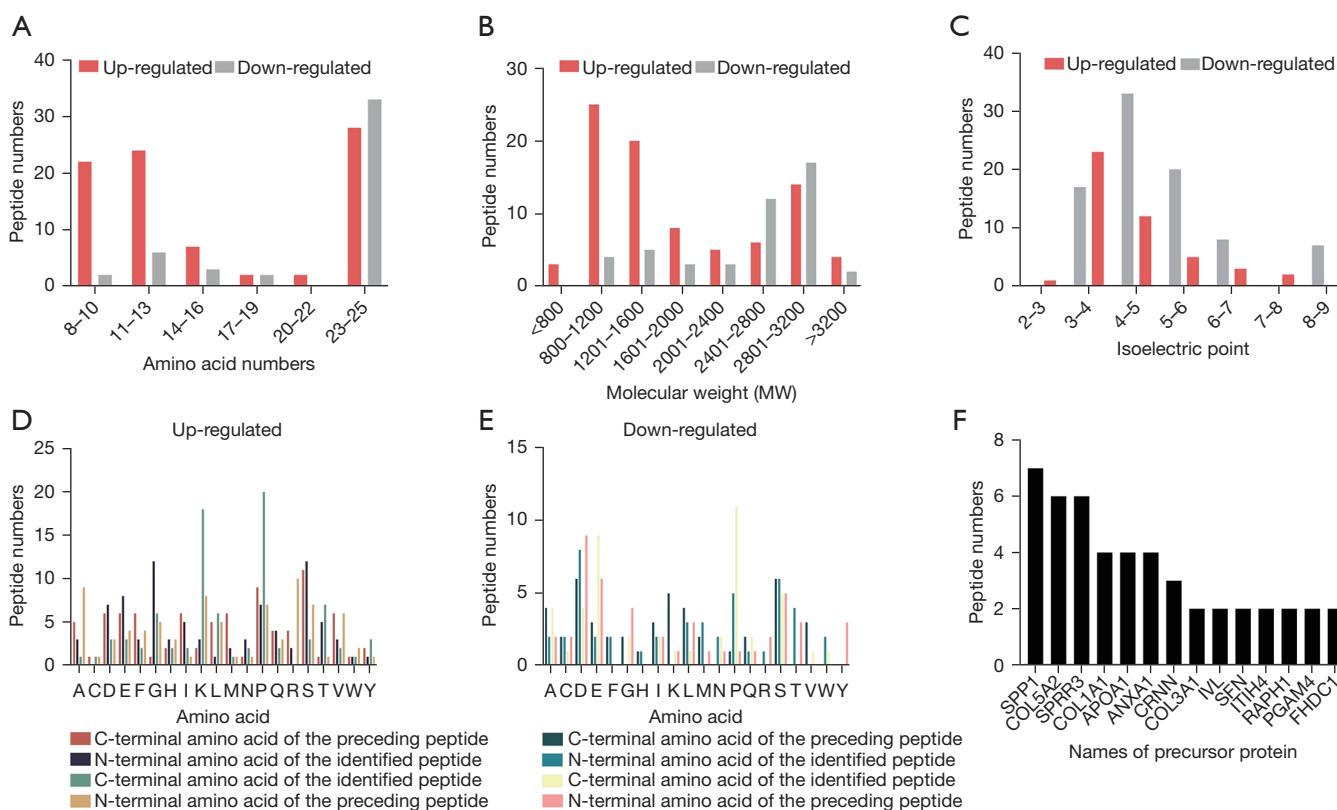 A
Up-regulated Down-regulated
Peptide numbers
40
30
20
10
0
8–10 11–13 14–16 17–19 20–22 23–25
Amino acid numbers
B
Up-regulated Down-regulated
Peptide numbers
30
20
10
0
<800 800–1200 1201–1600 1601–2000 2001–2400 2401–2800 2801–3200 >3200
Molecular weight (MW)
C
Up-regulated Down-regulated
Peptide numbers
40
30
20
10
0
2–3 3–4 4–5 5–6 6–7 7–8 8–9
Isoelectric point
D
Up-regulated
Peptide numbers
25
20
15
10
5
0
A C D E F G H I K L M N P Q R S T V W Y
Amino acid
C-terminal amino acid of the preceding peptide
N-terminal amino acid of the identified peptide
C-terminal amino acid of the identified peptide
N-terminal amino acid of the preceding peptide
E
Down-regulated
Peptide numbers
15
10
5
0
A C D E F G H I K L M N P Q R S T V W Y
Amino acid
C-terminal amino acid of the preceding peptide
N-terminal amino acid of the identified peptide
C-terminal amino acid of the identified peptide
N-terminal amino acid of the preceding peptide
F
Peptide numbers
8
6
4
2
0
SPP1 COL5A2 SPRR3 COL1A1 APOA1 ANXA1 CRNN COL3A1 IVL SFN ITIH4 RAPH1 PGAM4 FHDC1
Names of precursor protein